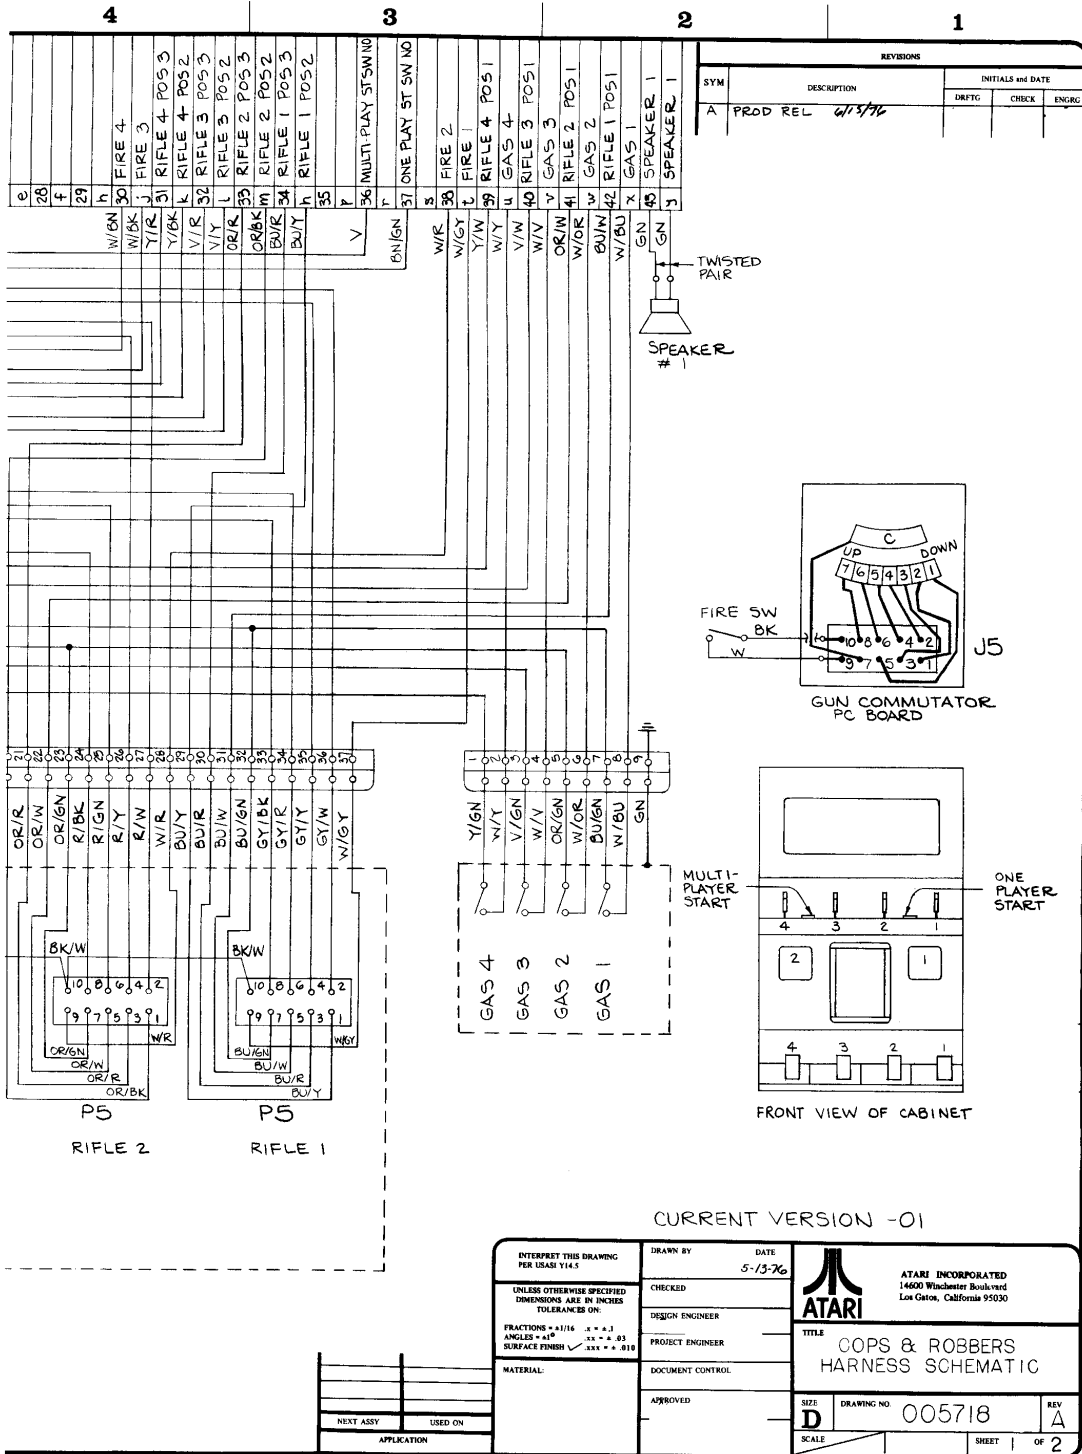 4 3 2 1
REVISIONS
SYM DESCRIPTION INITIALS and DATE
DRFTG CHECK ENGRG
A PROD REL 6/15/76
e
28
f
29
h
30 FIRE 4
j FIRE 3
31 RIFLE 4 POS 3
k RIFLE 4 POS 2
32 RIFLE 3 POS 3
l RIFLE 3 POS 2
33 RIFLE 2 POS 3
m RIFLE 2 POS 2
34 RIFLE 1 POS 3
h RIFLE 1 POS 2
35
P
36 MULTI-PLAY ST SW NO
r
37 ONE PLAY ST SW NO
s
38 FIRE 2
t FIRE 1
39 RIFLE 4 POS 1
u GAS 4
40 RIFLE 3 POS 1
v GAS 3
41 RIFLE 2 POS 1
w GAS 2
42 RIFLE 1 POS 1
x GAS 1
43 SPEAKER 1
y SPEAKER 1
W/BN W/BK Y/R Y/BK V/R V/Y OR/R OR/BK BU/R BU/Y V BN/GN W/R W/GY Y/W W/Y V/W W/V OR/W W/OR BU/W W/BU GN GN
TWISTED
PAIR
SPEAKER
# 1
C
UP DOWN
7 6 5 4 3 2 1
FIRE SW
BK
W
10 8 6 4 2
9 7 5 3 1
J5
GUN COMMUTATOR
PC BOARD
21 22 23 24 25 26 27 28 29 30 31 32 33 34 35 36 37
1 2 3 4 5 6 7 8 9
OR/R OR/W OR/GN R/BK R/GN R/Y R/W W/R BU/Y BU/R BU/W BU/GN GY/BK GY/R GY/Y GY/W W/GY
Y/GN W/Y V/GN W/V OR/GN W/OR BU/GN W/BU GN
MULTI-
PLAYER
START
ONE
PLAYER
START
4 3 2 1
2 1
4 3 2 1
FRONT VIEW OF CABINET
GAS 4
GAS 3
GAS 2
GAS 1
BK/W BK/W
10 8 6 4 2
9 7 5 3 1
10 8 6 4 2
9 7 5 3 1
W/R W/GY
OR/GN BU/GN
OR/W BU/W
OR/R BU/R
OR/BK BU/Y
P5 P5
RIFLE 2 RIFLE 1
CURRENT VERSION -01
INTERPRET THIS DRAWING
PER USASI Y14.5
UNLESS OTHERWISE SPECIFIED
DIMENSIONS ARE IN INCHES
TOLERANCES ON:
FRACTIONS = ±1/16 .x = ±.1
ANGLES = ±1° .xx = ±.03
SURFACE FINISH √ .xxx = ±.010
MATERIAL:
DRAWN BY DATE
5-13-76
CHECKED
DESIGN ENGINEER
PROJECT ENGINEER
DOCUMENT CONTROL
APPROVED
ATARI
ATARI INCORPORATED
14600 Winchester Boulevard
Los Gatos, California 95030
TITLE
COPS & ROBBERS
HARNESS SCHEMATIC
SIZE
D
DRAWING NO. 005718
REV
A
SCALE
SHEET 1 OF 2
NEXT ASSY USED ON
APPLICATION